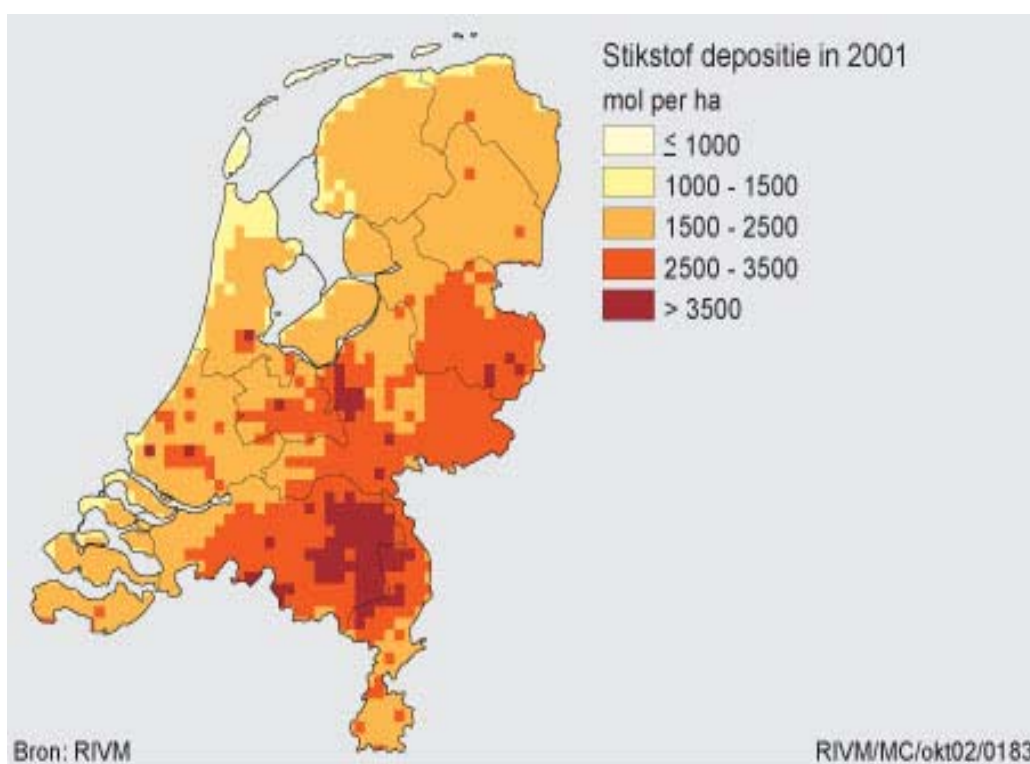 Stikstof depositie in 2001
mol per ha
≤ 1000
1000 - 1500
1500 - 2500
2500 - 3500
> 3500
Bron: RIVM
RIVM/MC/okt02/0183